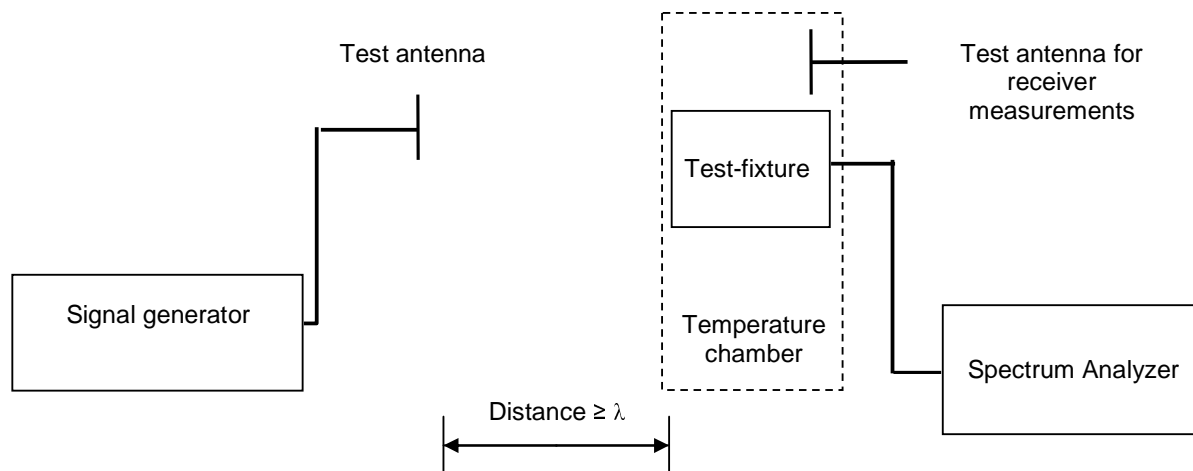 Test antenna
Test antenna for
receiver
measurements
Test-fixture
Signal generator
Temperature
chamber
Spectrum Analyzer
Distance ≥ λ